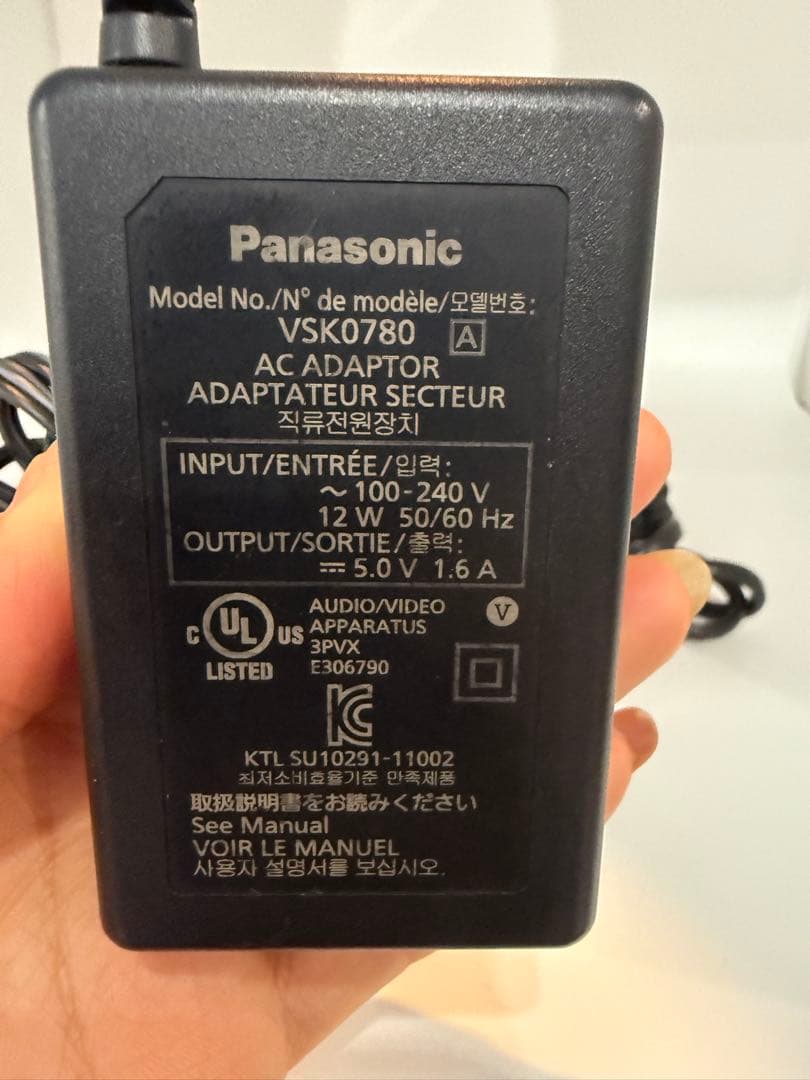 Panasonic
Model No./N° de modèle/모델번호:
VSK0780 A
AC ADAPTOR
ADAPTATEUR SECTEUR
직류전원장치
INPUT/ENTRÉE/입력:
～ 100-240 V
12 W 50/60 Hz
OUTPUT/SORTIE/출력:
⎓ 5.0 V 1.6 A
C UL US
LISTED
AUDIO/VIDEO
APPARATUS
3PVX
E306790
V
KC
KTL SU10291-11002
최저소비효율기준 만족제품
取扱説明書をお読みください
See Manual
VOIR LE MANUEL
사용자 설명서를 보십시오.